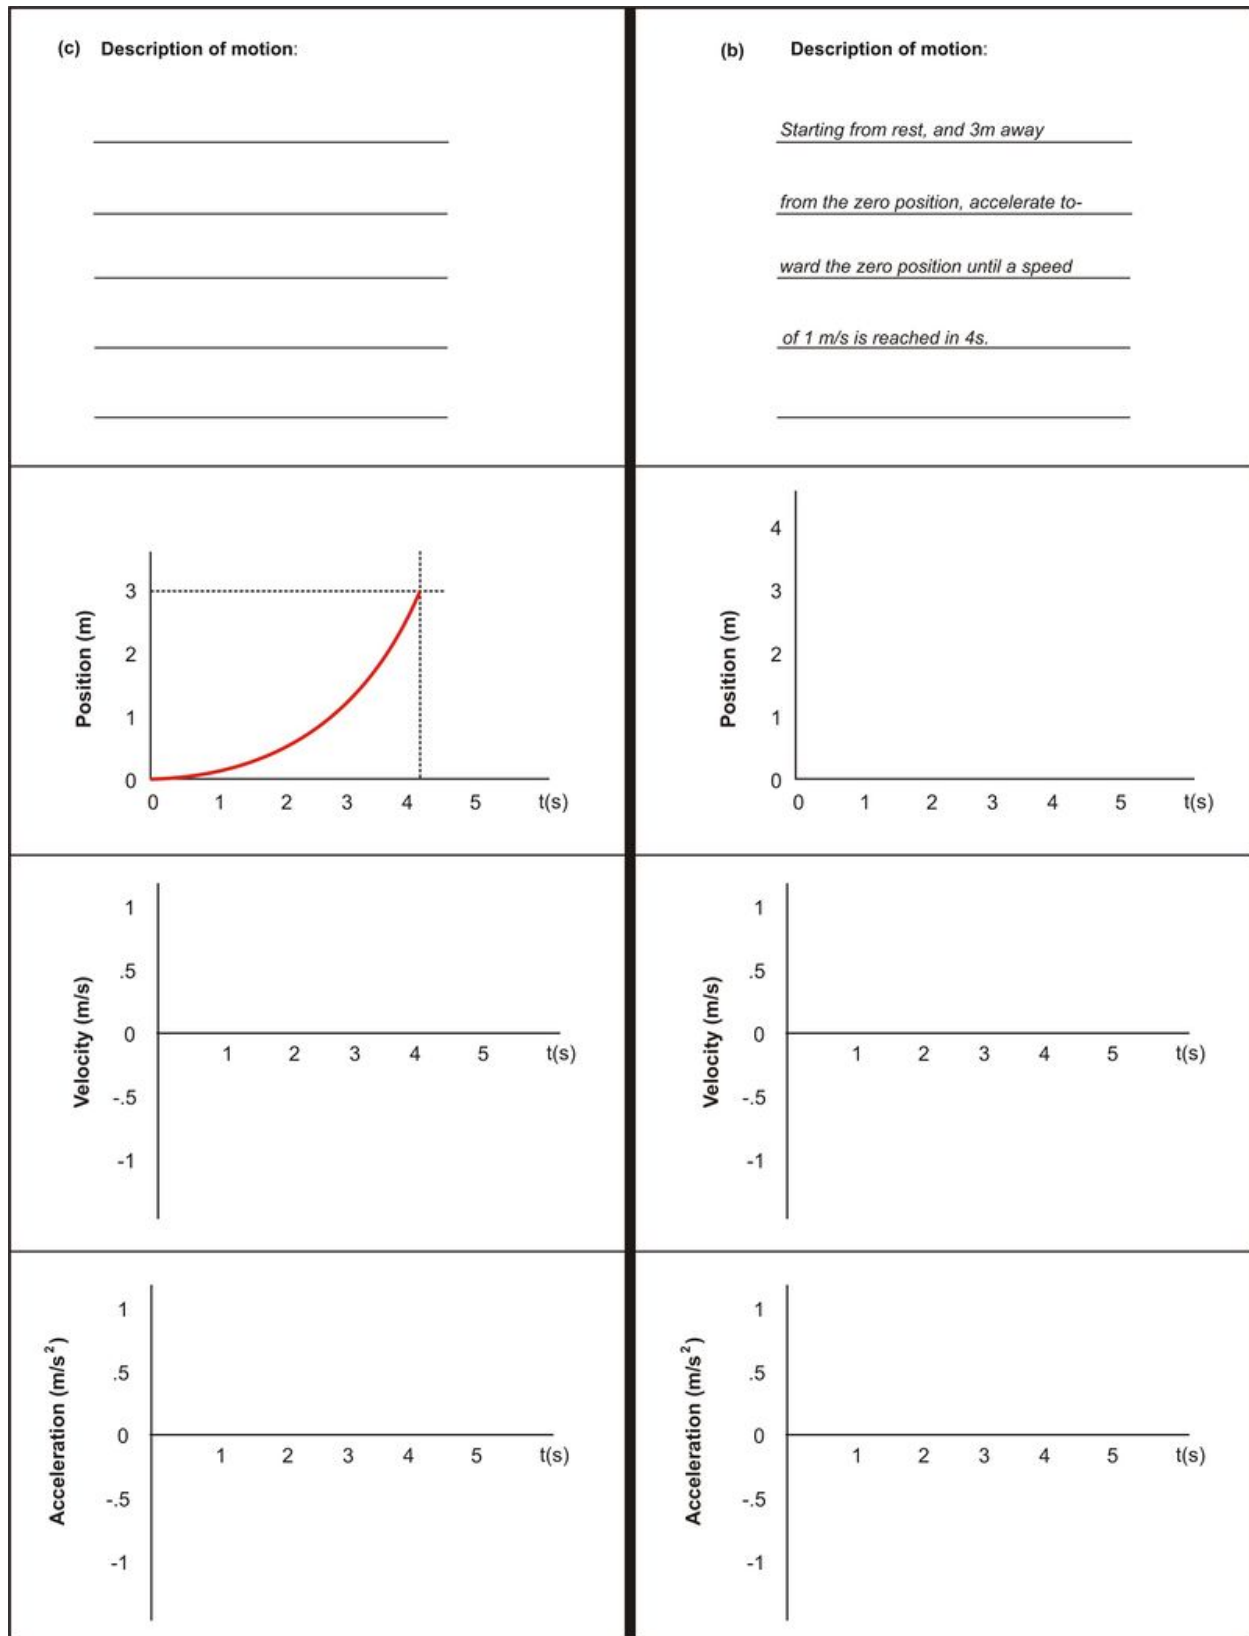 (c) Description of motion:
(b) Description of motion:
Starting from rest, and 3m away
from the zero position, accelerate to-
ward the zero position until a speed
of 1 m/s is reached in 4s.
Position (m)
3
2
1
0
0 1 2 3 4 5 t(s)
Position (m)
4
3
2
1
0
0 1 2 3 4 5 t(s)
Velocity (m/s)
1
.5
0
1 2 3 4 5 t(s)
-.5
-1
Velocity (m/s)
1
.5
0
1 2 3 4 5 t(s)
-.5
-1
Acceleration (m/s²)
1
.5
0
1 2 3 4 5 t(s)
-.5
-1
Acceleration (m/s²)
1
.5
0
1 2 3 4 5 t(s)
-.5
-1